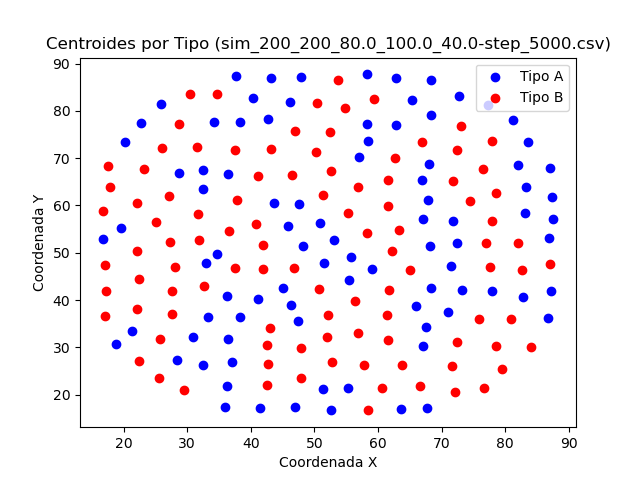 Centroides por Tipo (sim_200_200_80.0_100.0_40.0-step_5000.csv)
Tipo A
Tipo B
Coordenada Y
90
80
70
60
50
40
30
20
20 30 40 50 60 70 80 90
Coordenada X